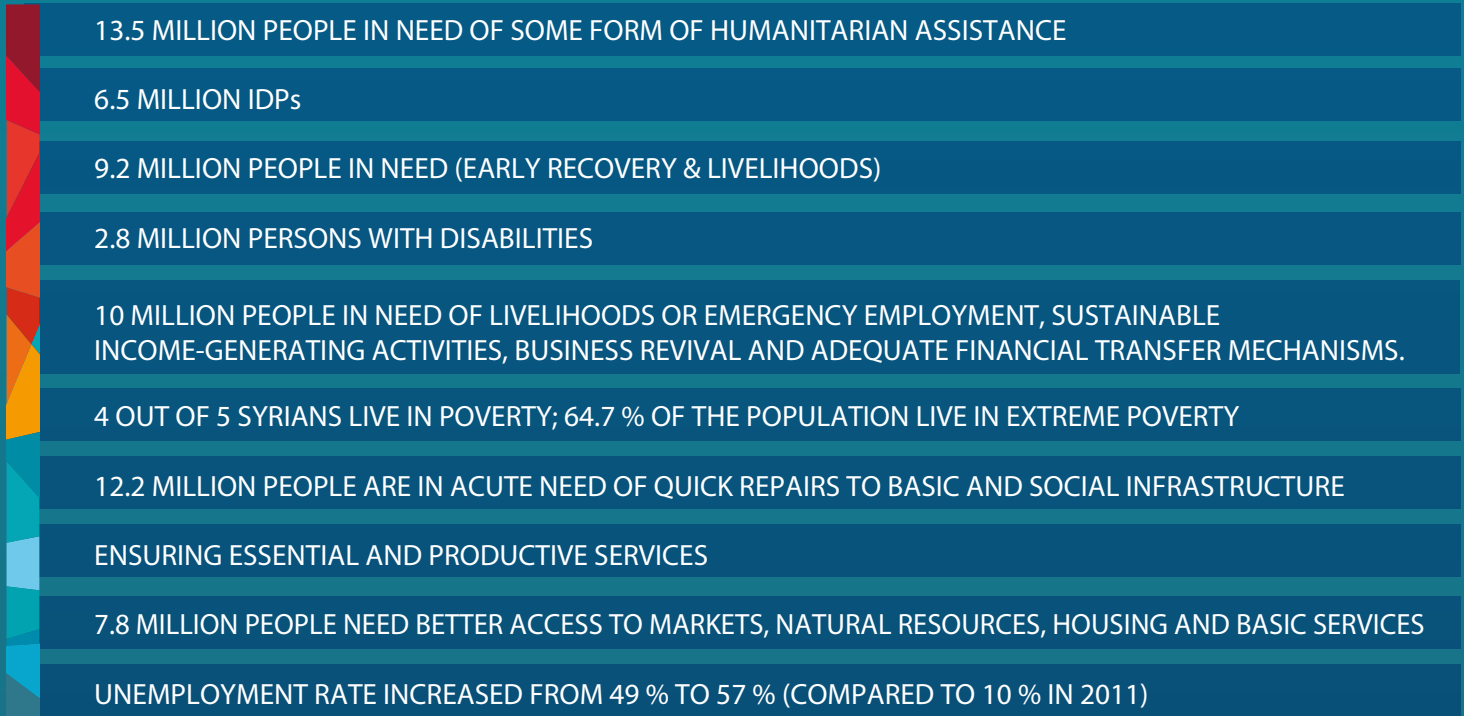 13.5 MILLION PEOPLE IN NEED OF SOME FORM OF HUMANITARIAN ASSISTANCE
6.5 MILLION IDPs
9.2 MILLION PEOPLE IN NEED (EARLY RECOVERY & LIVELIHOODS)
2.8 MILLION PERSONS WITH DISABILITIES
10 MILLION PEOPLE IN NEED OF LIVELIHOODS OR EMERGENCY EMPLOYMENT, SUSTAINABLE
INCOME-GENERATING ACTIVITIES, BUSINESS REVIVAL AND ADEQUATE FINANCIAL TRANSFER MECHANISMS.
4 OUT OF 5 SYRIANS LIVE IN POVERTY; 64.7 % OF THE POPULATION LIVE IN EXTREME POVERTY
12.2 MILLION PEOPLE ARE IN ACUTE NEED OF QUICK REPAIRS TO BASIC AND SOCIAL INFRASTRUCTURE
ENSURING ESSENTIAL AND PRODUCTIVE SERVICES
7.8 MILLION PEOPLE NEED BETTER ACCESS TO MARKETS, NATURAL RESOURCES, HOUSING AND BASIC SERVICES
UNEMPLOYMENT RATE INCREASED FROM 49 % TO 57 % (COMPARED TO 10 % IN 2011)